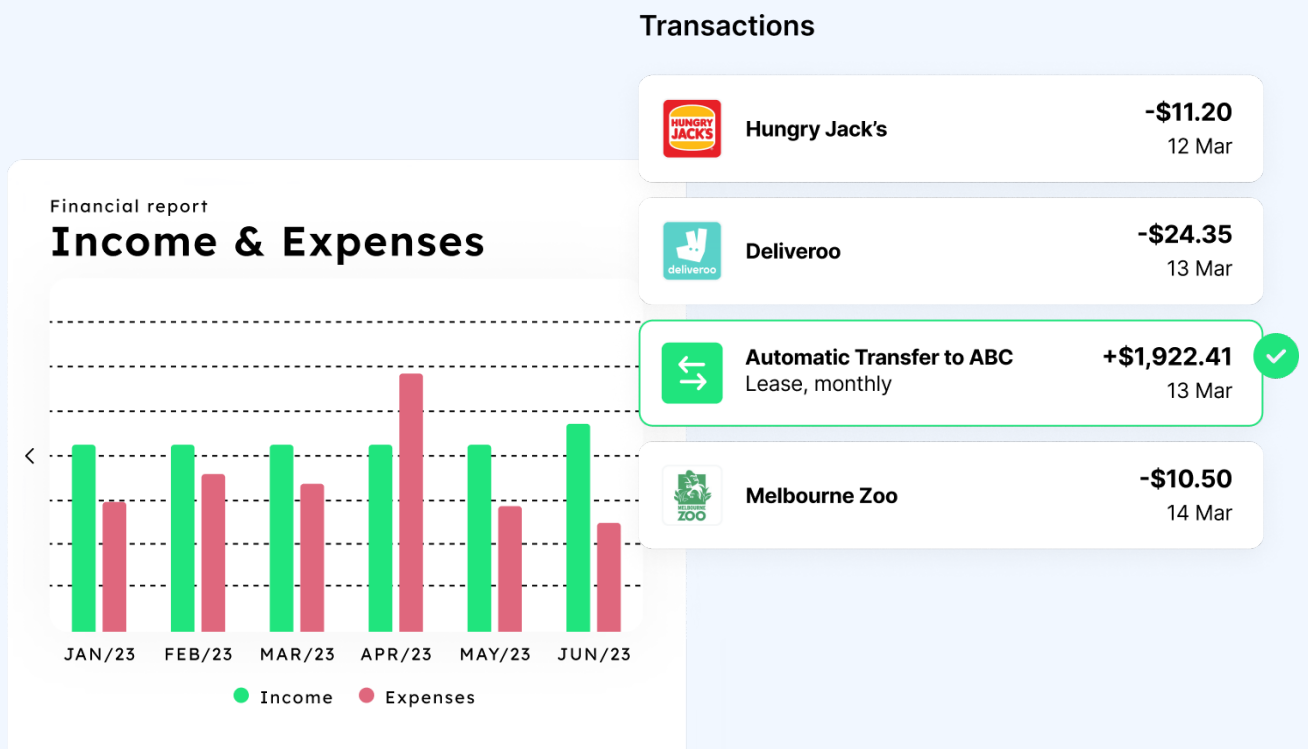 Transactions
HUNGRY
JACK'S
Hungry Jack's
-$11.20
12 Mar
deliveroo
Deliveroo
-$24.35
13 Mar
Automatic Transfer to ABC
Lease, monthly
+$1,922.41
13 Mar
MELBOURNE
ZOO
Melbourne Zoo
-$10.50
14 Mar
Financial report
Income & Expenses
JAN/23 FEB/23 MAR/23 APR/23 MAY/23 JUN/23
Income Expenses